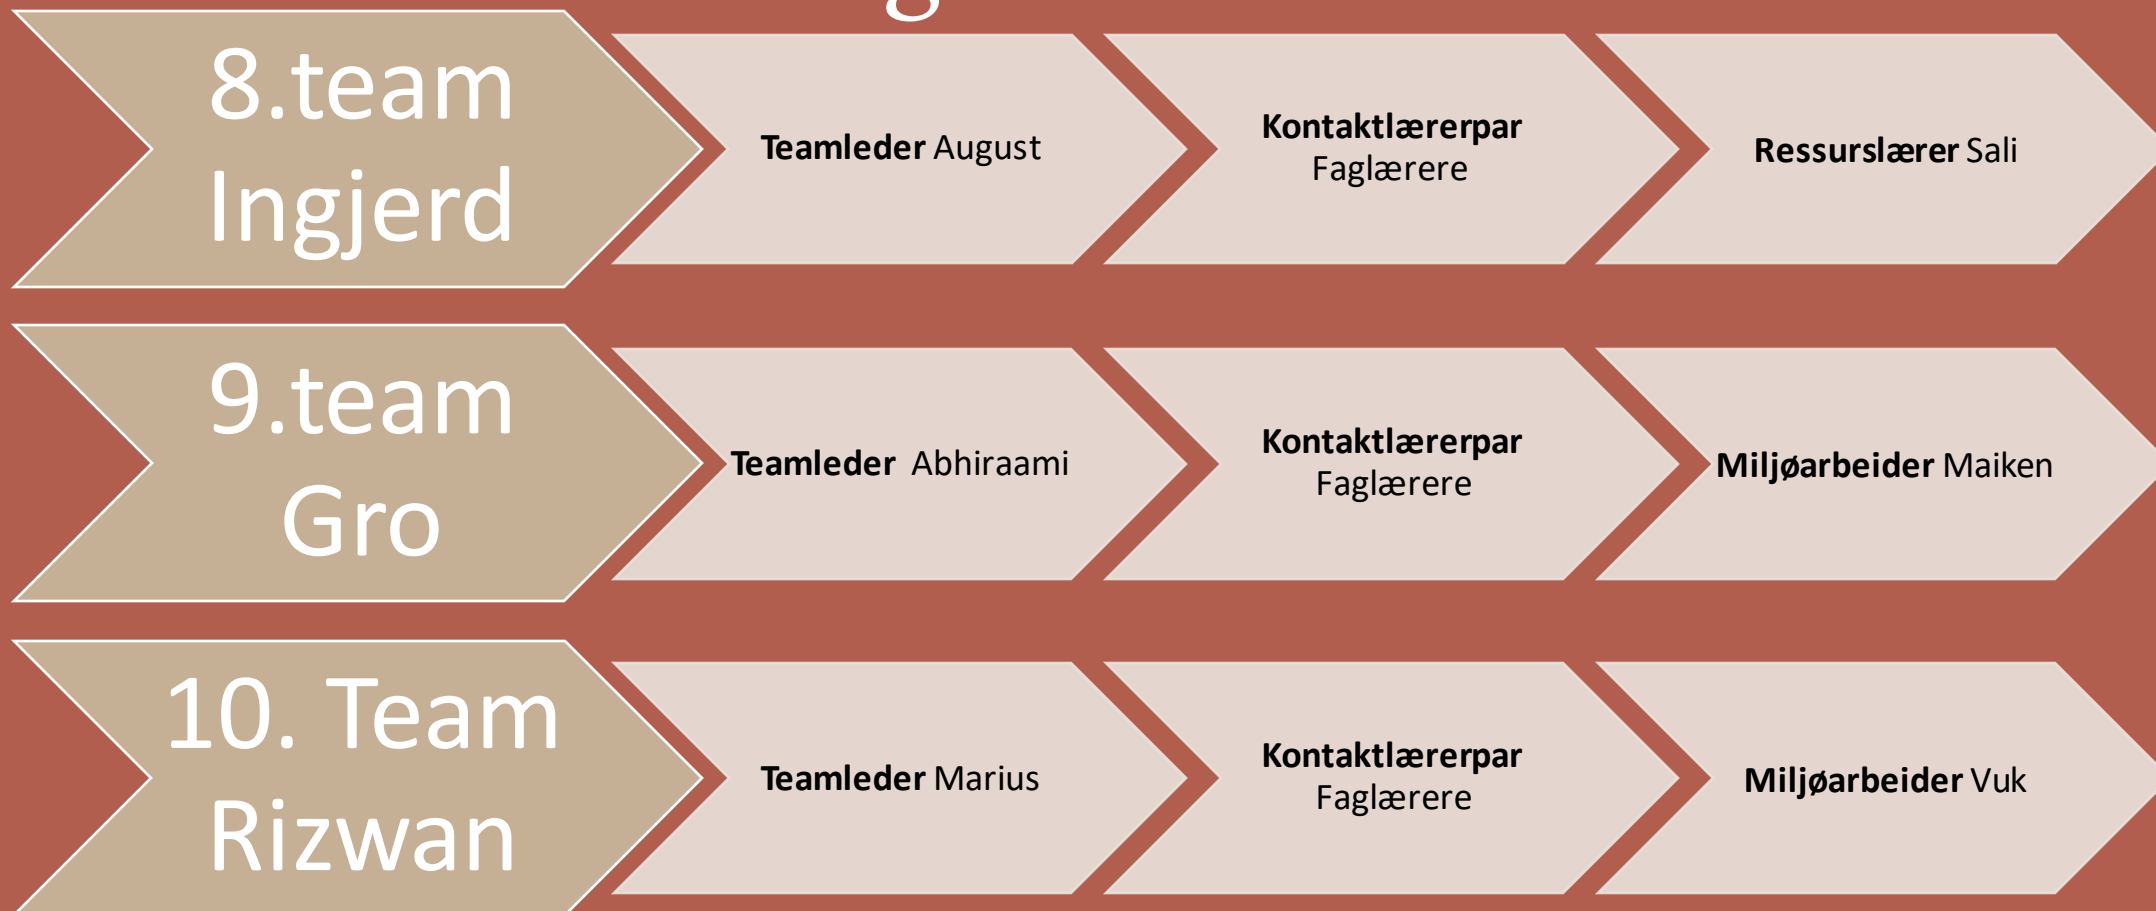 8.team
Ingjerd
Teamleder August
Kontaktlærerpar
Faglærere
Ressurslærer Sali
9.team
Gro
Teamleder Abhiraami
Kontaktlærerpar
Faglærere
Miljøarbeider Maiken
10. Team
Rizwan
Teamleder Marius
Kontaktlærerpar
Faglærere
Miljøarbeider Vuk